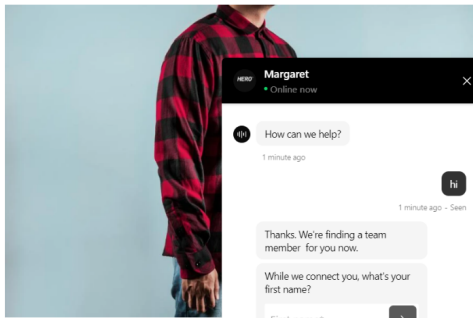 HERO
Margaret
Online now
How can we help?
1 minute ago
hi
1 minute ago - Seen
Thanks. We're finding a team
member for you now.
While we connect you, what's your
first name?